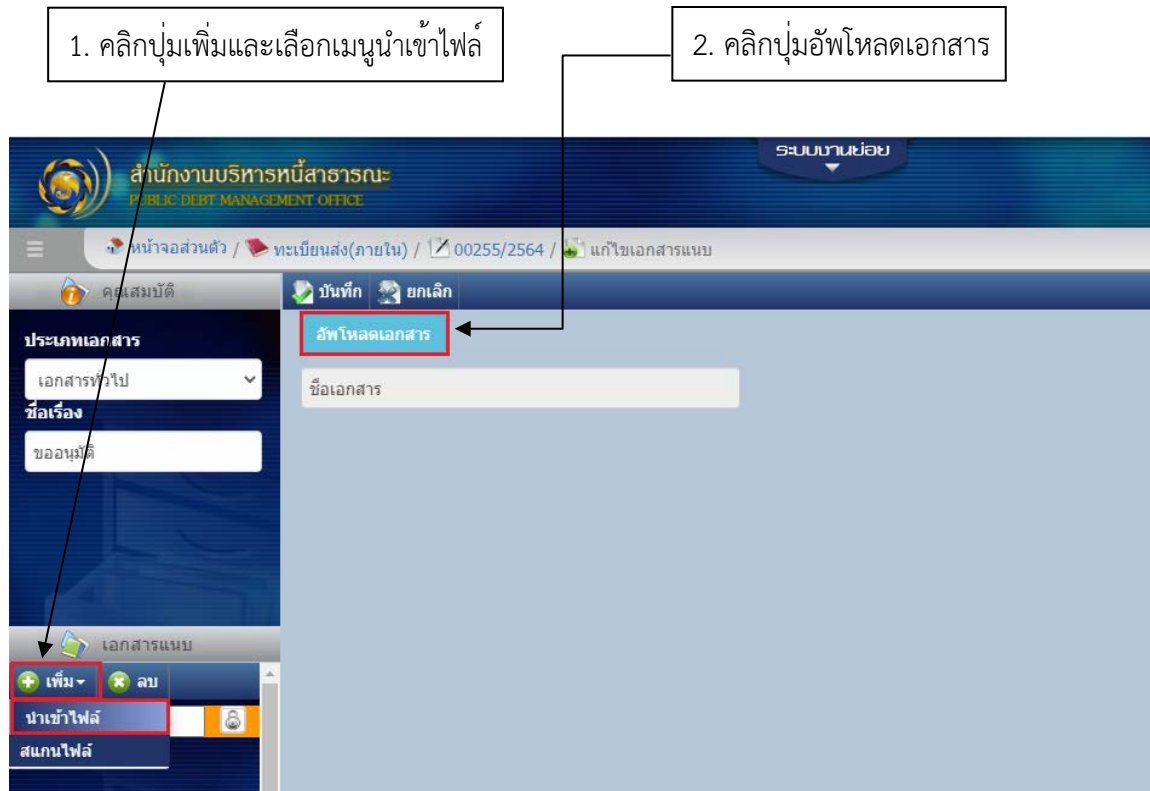 1. คลิกปุ่มเพิ่มและเลือกเมนูนำเข้าไฟล์
2. คลิกปุ่มอัพโหลดเอกสาร
สำนักงานบริหารหนี้สาธารณะ
PUBLIC DEBT MANAGEMENT OFFICE
ระบบงานย่อย
หน้าจอส่วนตัว / ทะเบียนส่ง(ภายใน) / 00255/2564 / แก้ไขเอกสารแนบ
คุณสมบัติ
บันทึก ยกเลิก
ประเภทเอกสาร
เอกสารทั่วไป
ชื่อเรื่อง
ขออนุมัติ
อัพโหลดเอกสาร
ชื่อเอกสาร
เอกสารแนบ
เพิ่ม ลบ
นำเข้าไฟล์
สแกนไฟล์